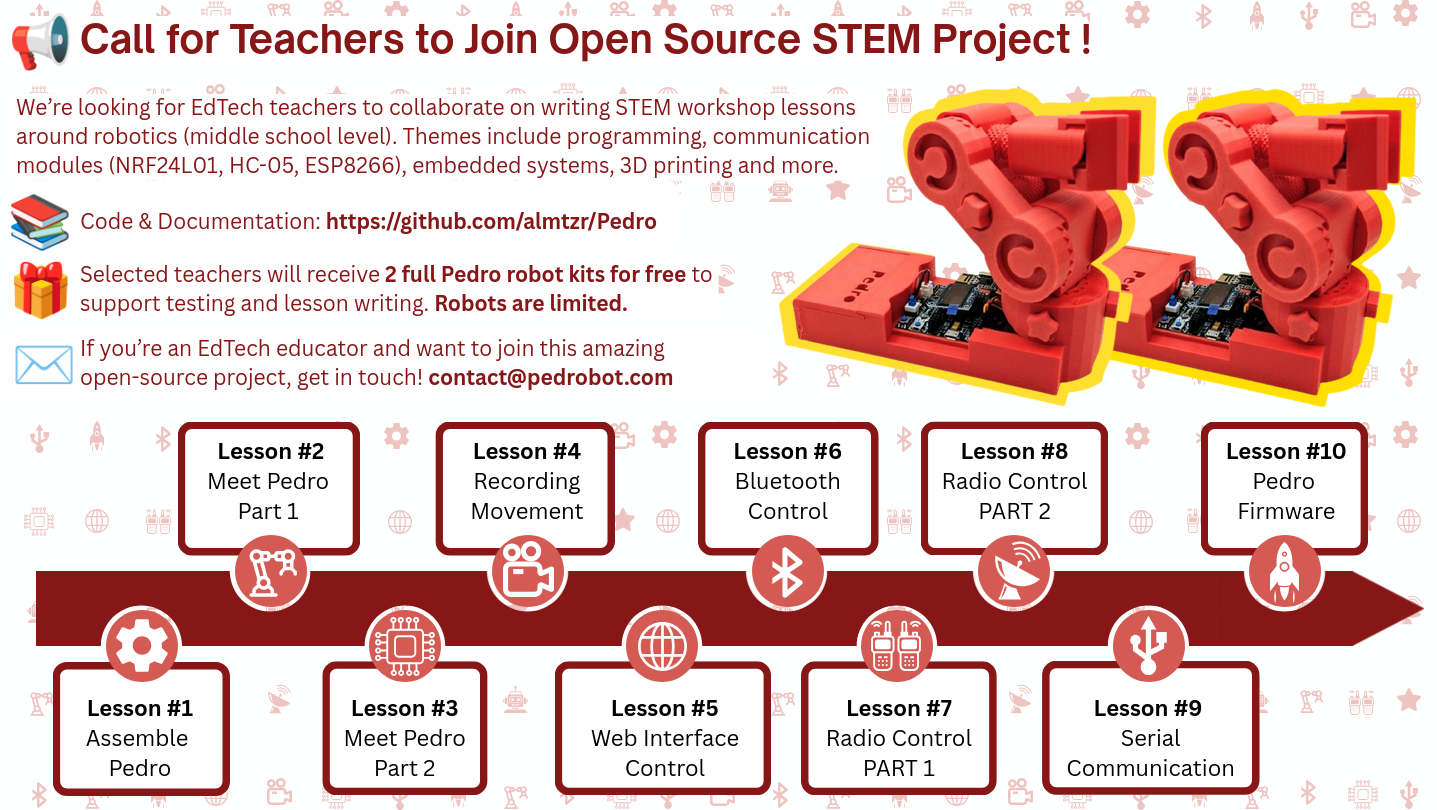 Call for Teachers to Join Open Source STEM Project !
We're looking for EdTech teachers to collaborate on writing STEM workshop lessons
around robotics (middle school level). Themes include programming, communication
modules (NRF24L01, HC-05, ESP8266), embedded systems, 3D printing and more.
Code & Documentation: https://github.com/almtzr/Pedro
Selected teachers will receive 2 full Pedro robot kits for free to
support testing and lesson writing. Robots are limited.
If you're an EdTech educator and want to join this amazing
open-source project, get in touch! contact@pedrobot.com
Pedro
Lesson #1
Assemble
Pedro
Lesson #2
Meet Pedro
Part 1
Lesson #3
Meet Pedro
Part 2
Lesson #4
Recording
Movement
Lesson #5
Web Interface
Control
Lesson #6
Bluetooth
Control
Lesson #7
Radio Control
PART 1
Lesson #8
Radio Control
PART 2
Lesson #9
Serial
Communication
Lesson #10
Pedro
Firmware